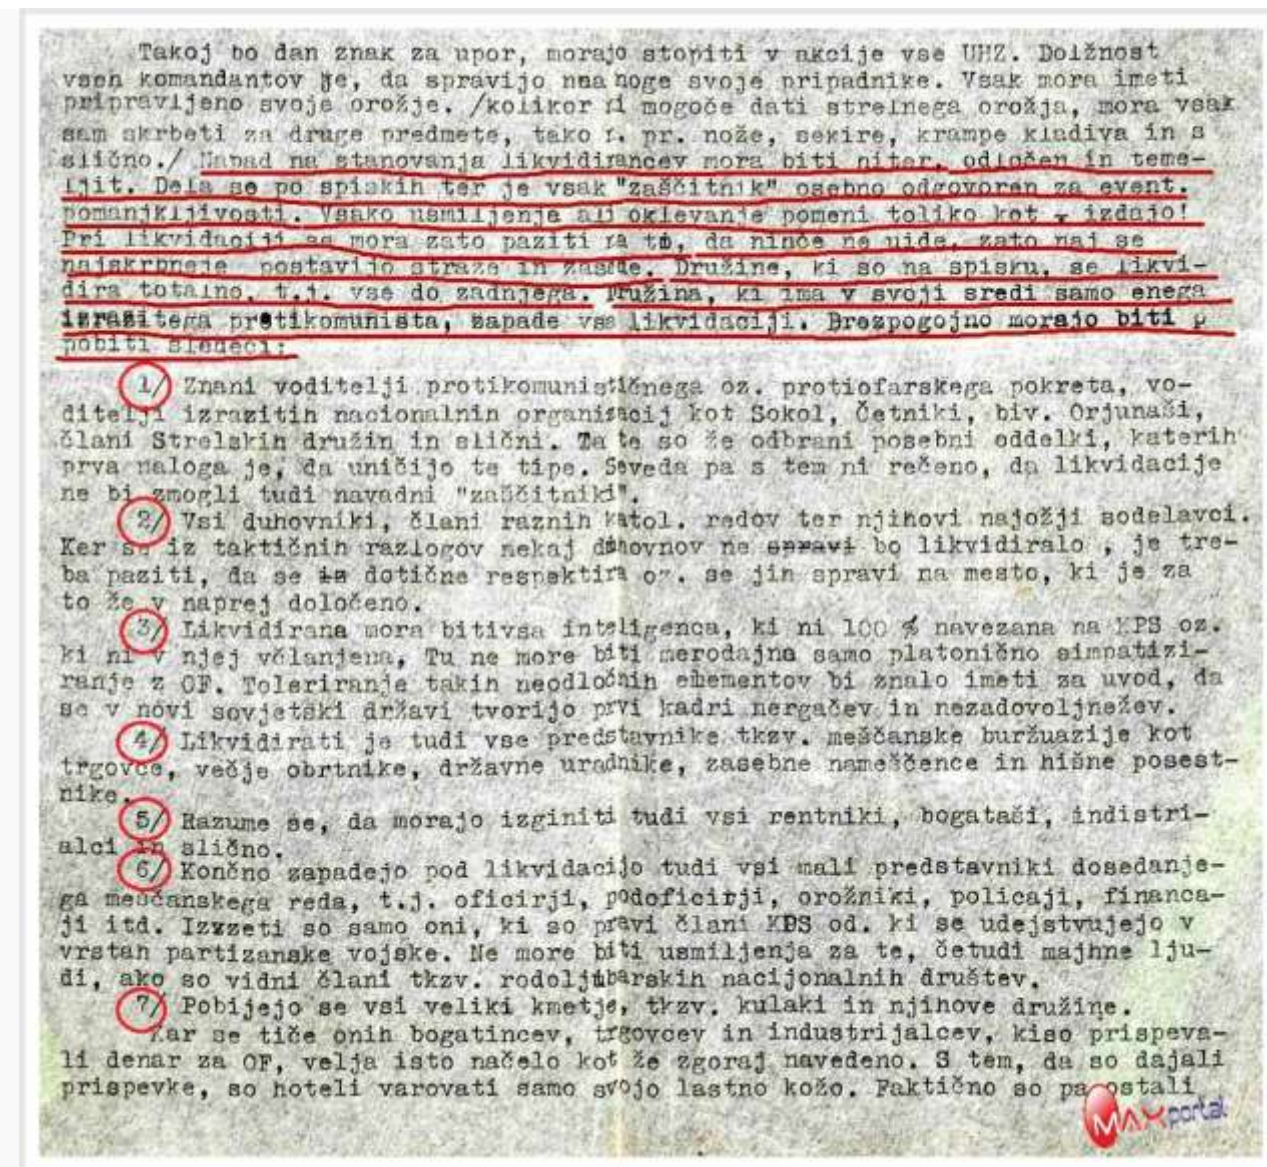 Takoj bo dan znak za upor, morajo stopiti v akcije vse UHZ. Dolžnost
vseh komandantov je, da spravijo nna noge svoje pripadnike. Vsak mora imeti
pripravljeno svoje orožje. /kolikor ni mogoče dati strelnega orožja, mora vsak
sam skrbeti za druge predmete, tako n. pr. nože, sekire, krampe kladiva in s
slično./ Napad na stanovanja likvidirancev mora biti hiter, odločen in teme-
ljit. Dela se po spiskih ter je vsak "zaščitnik" osebno odgovoren za event.
pomanjkljivosti. Vsako usmiljenje ali oklevanje pomeni toliko kot - izdajo!
Pri likvidaciji se mora zato paziti na to, da nihče ne uide, zato naj se
najskrbneje postavijo straže in zasede. Družine, ki so na spisku, se likvi-
dira totalno, t.j. vse do zadnjega. Družina, ki ima v svoji sredi samo enega
izrazitega protikomunista, zapade vsa likvidaciji. Brezpogojno morajo biti p
pobiti sledeči:
1/ Znani voditelji protikomunističnega oz. protiofarskega pokreta, vo-
ditelji izrazitih nacionalnih organizacij kot Sokol, Četniki, biv. Orjunaši,
člani Strelskih družin in slični. Za te so že odbrani posebni oddelki, katerih
prva naloga je, da uničijo te tipe. Seveda pa s tem ni rečeno, da likvidacije
ne bi zmogli tudi navadni "zaščitniki".
2/ Vsi duhovniki, člani raznih katol. redov ter njihovi najožji sodelavci.
Ker se iz taktičnih razlogov nekaj duhovnov ne spravi bo likvidiralo , je tre-
ba paziti, da se in dotične respektira oz. se jih spravi na mesto, ki je za
to že v naprej določeno.
3/ Likvidirana mora bitivsa inteligenca, ki ni 100 % navezana na KPS oz.
ki ni v njej včlanjena, Tu ne more biti merodajna samo platonično simpatizi-
ranje z OF. Toleriranje takih neodločnih elementov bi znalo imeti za uvod, da
se v novi sovjetski državi tvorijo prvi kadri nergačev in nezadovoljnežev.
4/ Likvidirati je tudi vse predstavnike tkzv. meščanske buržuazije kot
trgovce, večje obrtnike, državne uradnike, zasebne nameščence in hišne posest-
nike.
5/ Razume se, da morajo izginiti tudi vsi rentniki, bogataši, indistri-
alci in slično.
6/ Končno zapadejo pod likvidacijo tudi vsi mali predstavniki dosedanje-
ga meščanskega reda, t.j. oficirji, podoficirji, orožniki, policaji, financa-
ji itd. Izvzeti so samo oni, ki so pravi člani KPS od. ki se udejstvujejo v
vrstah partizanske vojske. Ne more biti usmiljenja za te, četudi majhne lju-
di, ako so vidni člani tkzv. rodoljubarskih nacijonalnih društev.
7/ Pobijejo se vsi veliki kmetje, tkzv. kulaki in njihove družine.
Kar se tiče onih bogatincev, trgovcev in industrijalcev, kiso prispeva-
li denar za OF, velja isto načelo kot že zgoraj navedeno. S tem, da so dajali
prispevke, so hoteli varovati samo svojo lastno kožo. Faktično so pa ostali
MAXportal